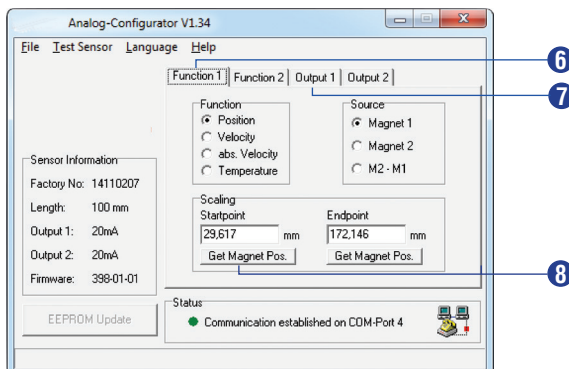 Analog-Configurator V1.34
File Test Sensor Language Help
6
Function 1 Function 2 Output 1 Output 2
7
Function
Position
Velocity
abs. Velocity
Temperature
Source
Magnet 1
Magnet 2
M2 - M1
Sensor Information
Factory No: 14110207
Length: 100 mm
Output 1: 20mA
Output 2: 20mA
Firmware: 398-01-01
Scaling
Startpoint Endpoint
29,617 mm 172,146 mm
Get Magnet Pos. Get Magnet Pos.
8
EEPROM Update
Status
Communication established on COM-Port 4